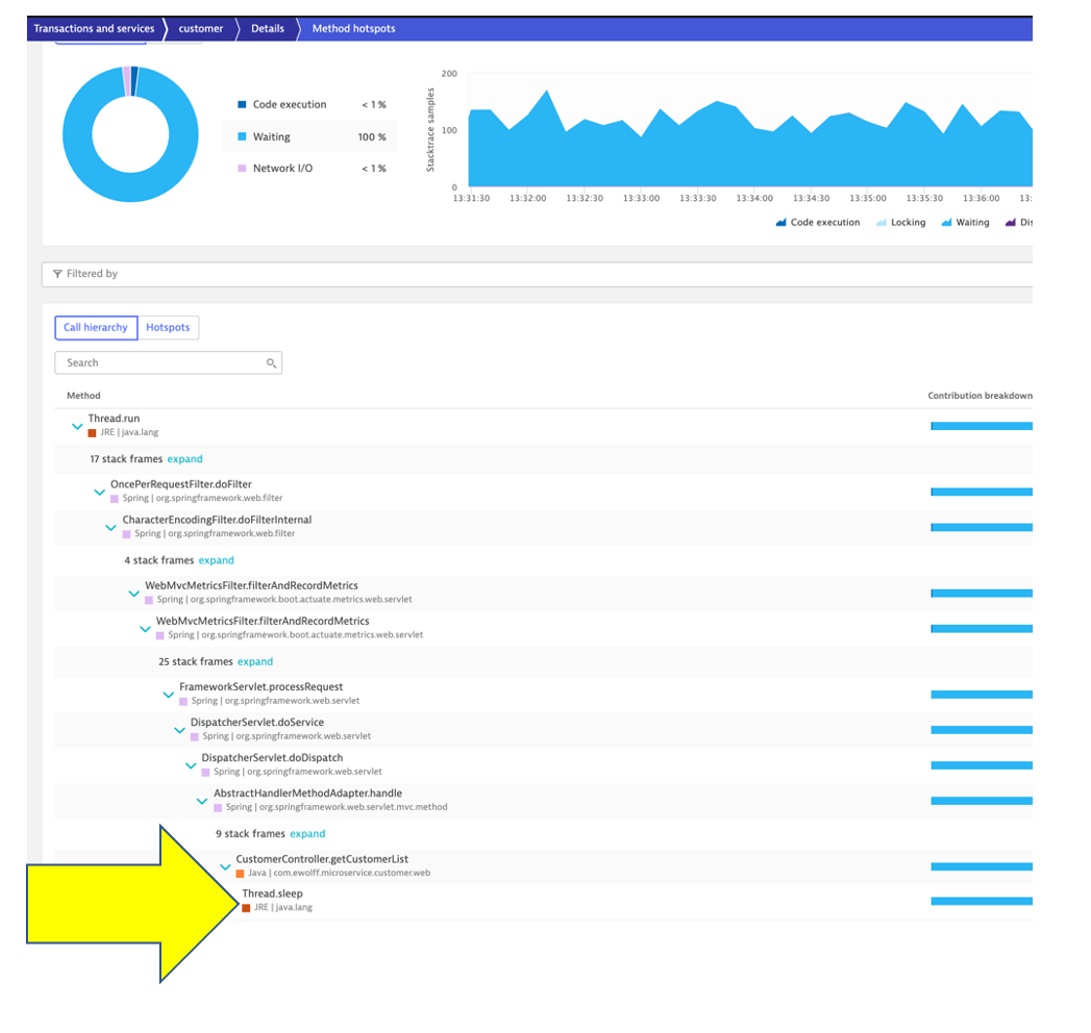 Transactions and services customer Details Method hotspots
Code execution < 1 %
Waiting 100 %
Network I/O < 1 %
Stacktrace samples
200
100
0
13:31:30 13:32:00 13:32:30 13:33:00 13:33:30 13:34:00 13:34:30 13:35:00 13:35:30 13:36:00 13:
Code execution Locking Waiting Dis
Filtered by
Call hierarchy Hotspots
Search
Method Contribution breakdown
Thread.run
JRE | java.lang
17 stack frames expand
OncePerRequestFilter.doFilter
Spring | org.springframework.web.filter
CharacterEncodingFilter.doFilterInternal
Spring | org.springframework.web.filter
4 stack frames expand
WebMvcMetricsFilter.filterAndRecordMetrics
Spring | org.springframework.boot.actuate.metrics.web.servlet
WebMvcMetricsFilter.filterAndRecordMetrics
Spring | org.springframework.boot.actuate.metrics.web.servlet
25 stack frames expand
FrameworkServlet.processRequest
Spring | org.springframework.web.servlet
DispatcherServlet.doService
Spring | org.springframework.web.servlet
DispatcherServlet.doDispatch
Spring | org.springframework.web.servlet
AbstractHandlerMethodAdapter.handle
Spring | org.springframework.web.servlet.mvc.method
9 stack frames expand
CustomerController.getCustomerList
Java | com.ewolff.microservice.customer.web
Thread.sleep
JRE | java.lang